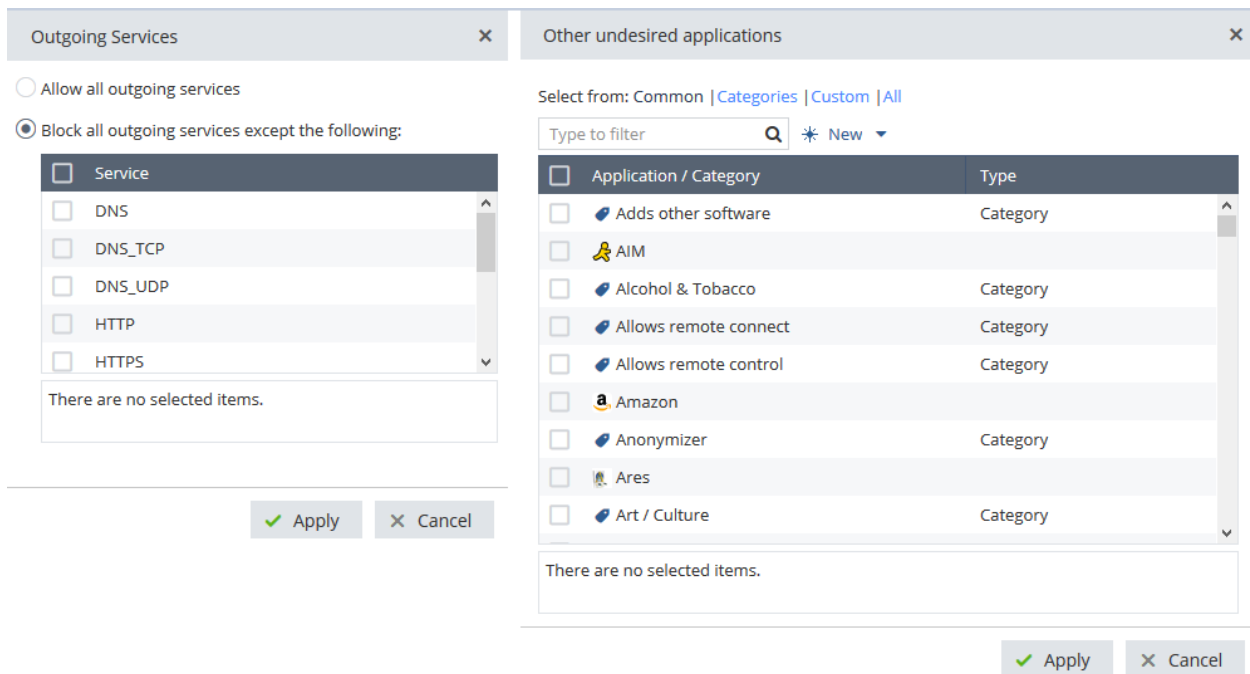 Outgoing Services
Allow all outgoing services
Block all outgoing services except the following:
Service
DNS
DNS_TCP
DNS_UDP
HTTP
HTTPS
There are no selected items.
Apply Cancel
Other undesired applications
Select from: Common |Categories |Custom |All
Type to filter New
Application / Category Type
Adds other software Category
AIM
Alcohol & Tobacco Category
Allows remote connect Category
Allows remote control Category
Amazon
Anonymizer Category
Ares
Art / Culture Category
There are no selected items.
Apply Cancel